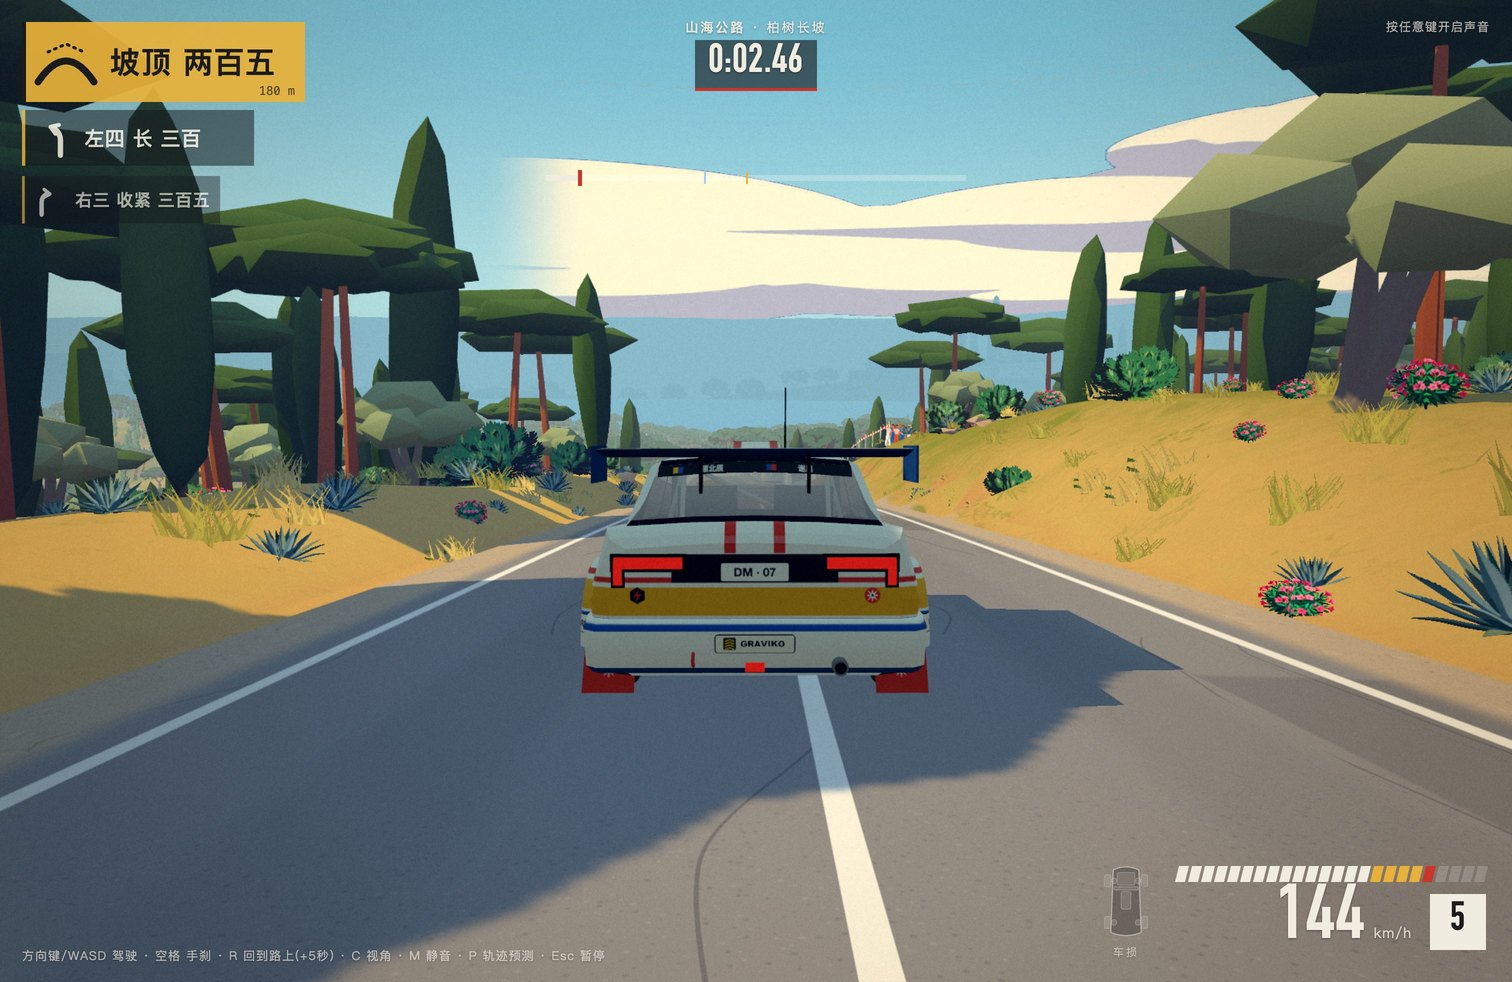 坡顶 两百五
180 m
左四 长 三百
右三 收紧 三百五
山海公路 · 柏树长坡
0:02.46
按任意键开启声音
DM · 07
GRAVIKO
144 km/h
5
车损
方向键/WASD 驾驶 · 空格 手刹 · R 回到路上(+5秒) · C 视角 · M 静音 · P 轨迹预测 · Esc 暂停